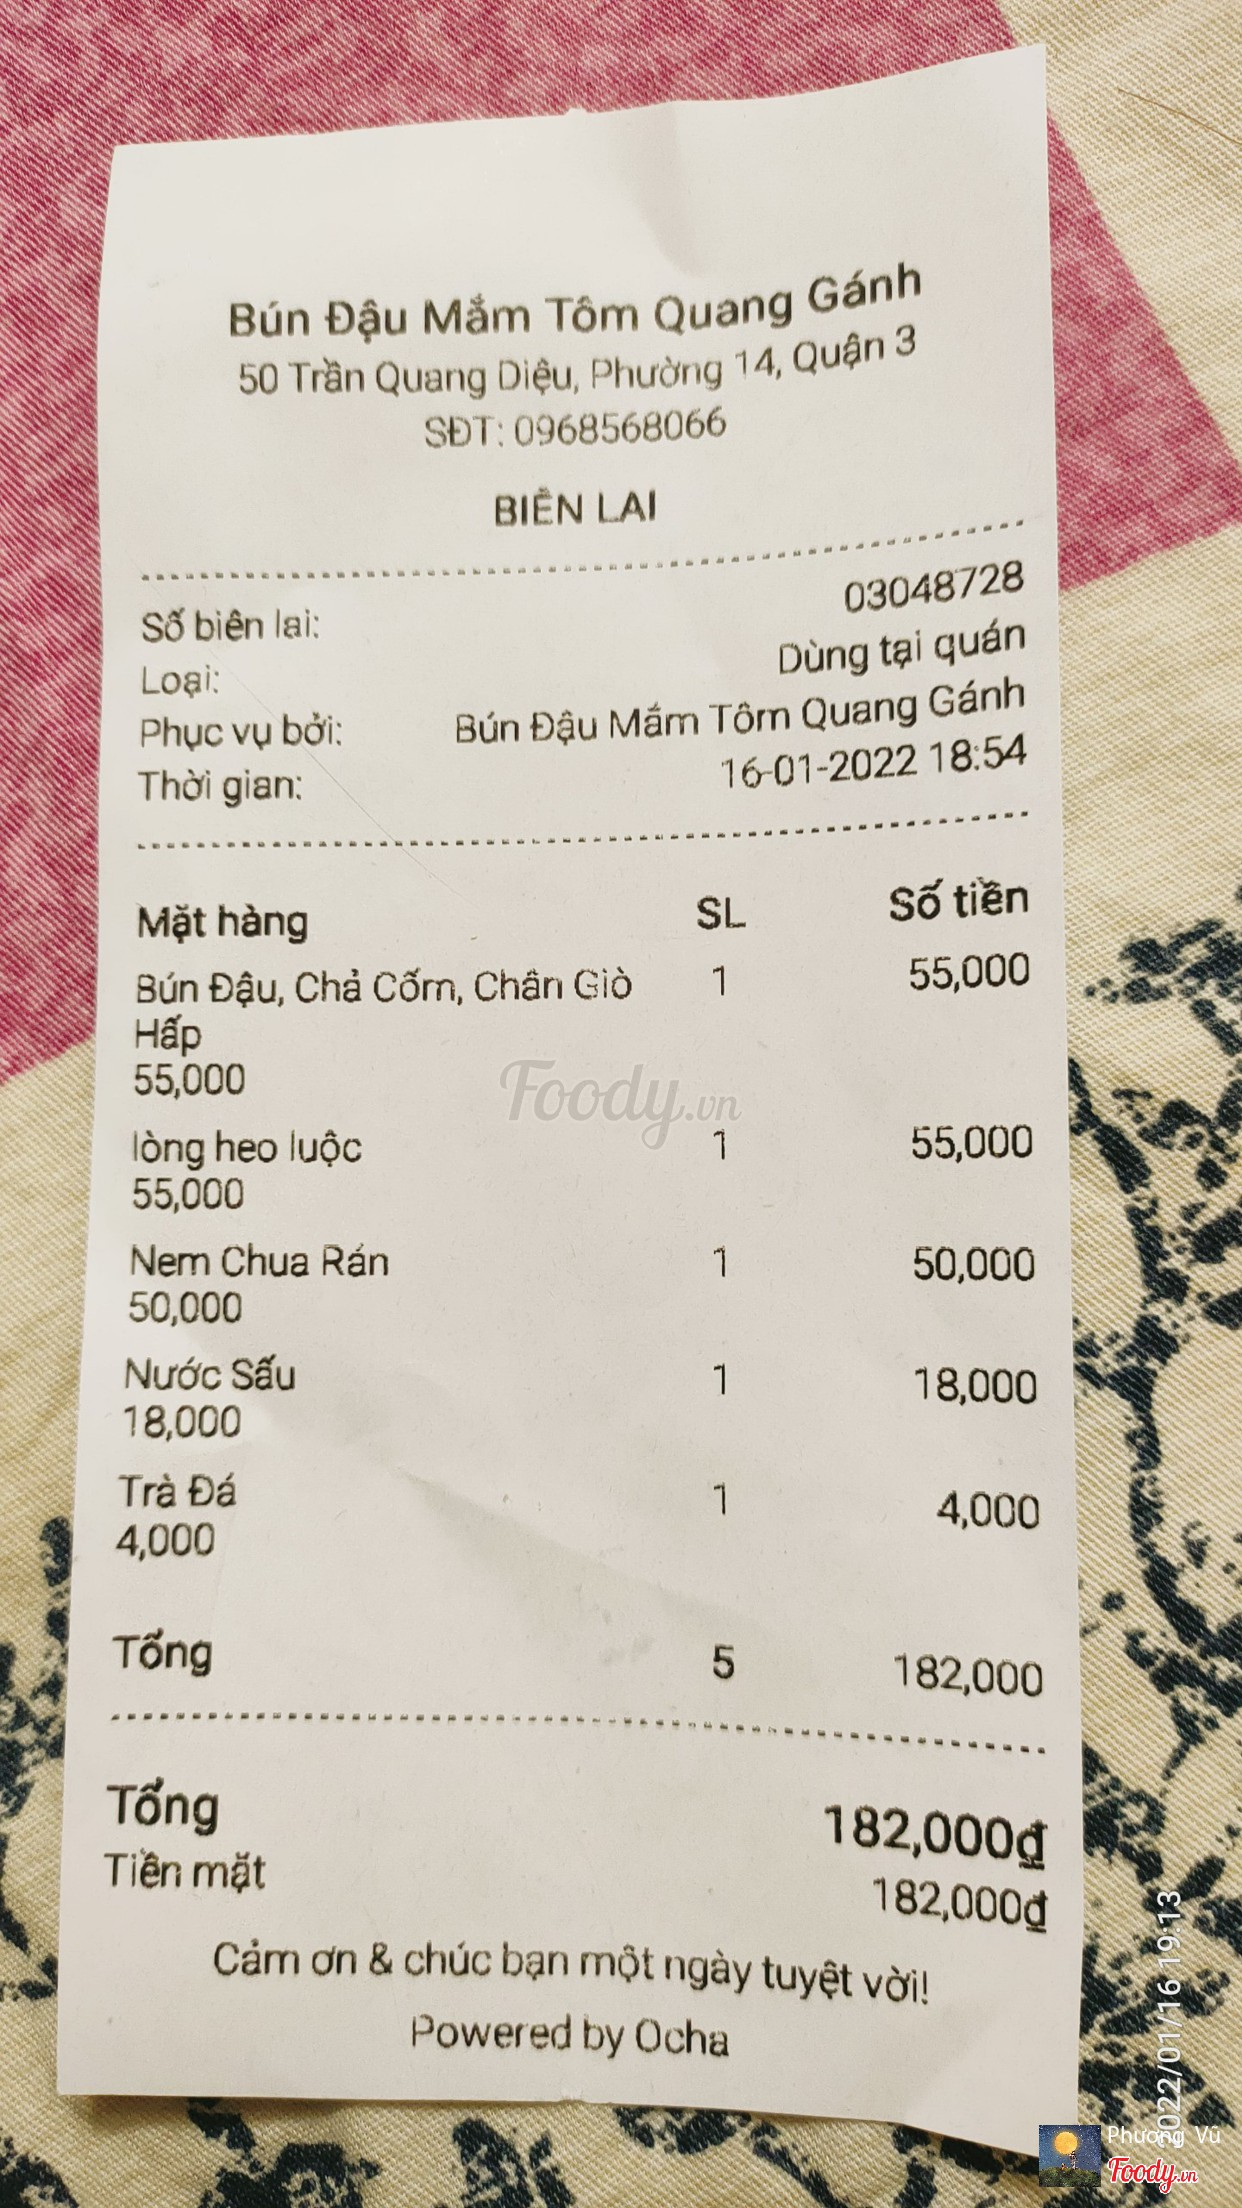 Bún Đậu Mắm Tôm Quang Gánh
50 Trần Quang Diệu, Phường 14, Quận 3
SĐT: 0968568066
BIÊN LAI
Số biên lai: 03048728
Loại: Dùng tại quán
Phục vụ bởi: Bún Đậu Mắm Tôm Quang Gánh
Thời gian: 16-01-2022 18:54
Mặt hàng SL Số tiền
Bún Đậu, Chả Cốm, Chân Giò 1 55,000
Hấp
55,000
Foody.vn
lòng heo luộc 1 55,000
55,000
Nem Chua Rán 1 50,000
50,000
Nước Sấu 1 18,000
18,000
Trà Đá 1 4,000
4,000
Tổng 5 182,000
Tổng 182,000₫
Tiền mặt 182,000₫
Cảm ơn & chúc bạn một ngày tuyệt vời!
Powered by Ocha
2022/01/16 19:13
Phương Vũ
Foody.vn